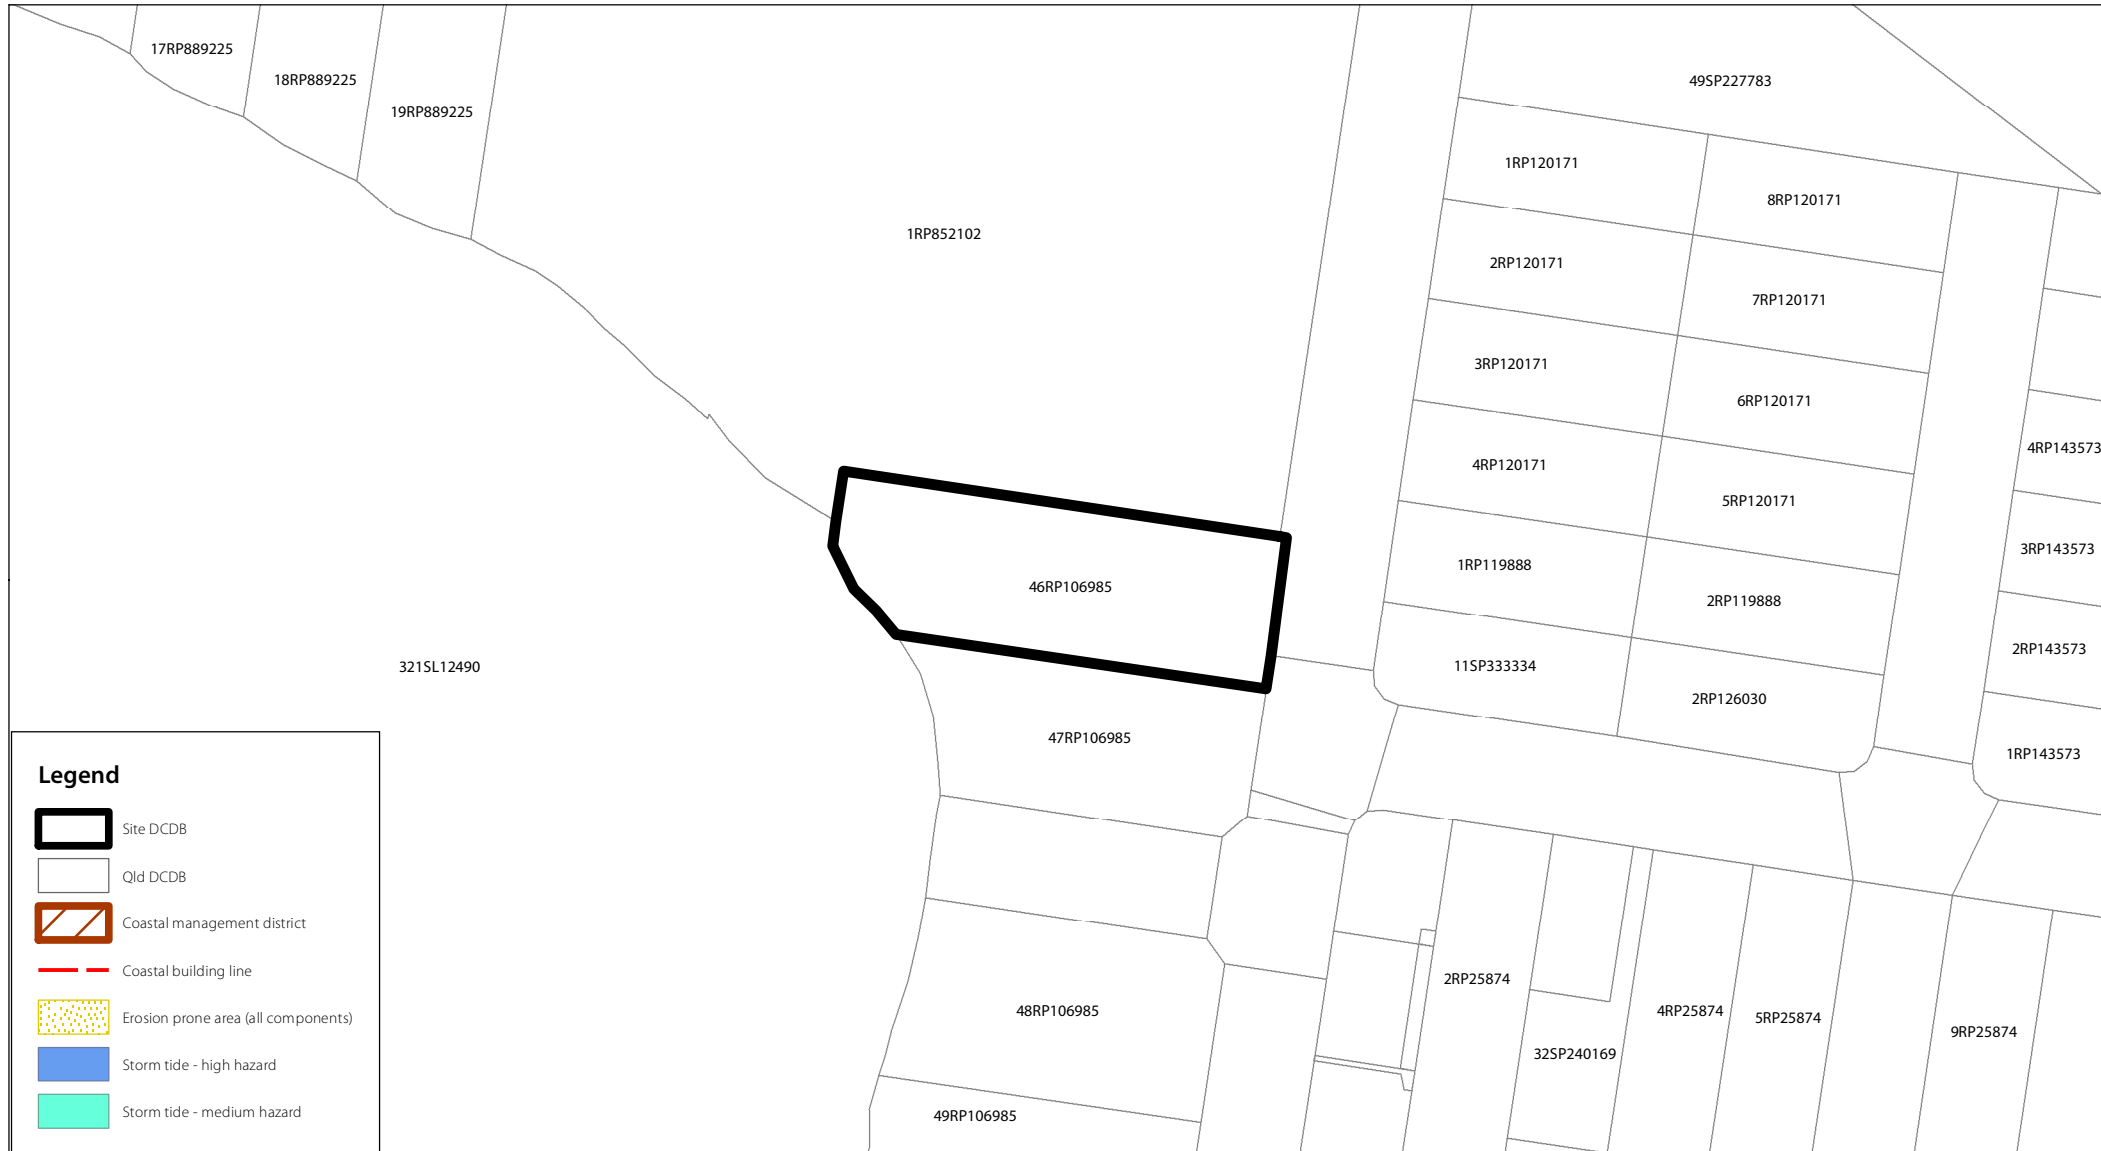 17RP889225
18RP889225
19RP889225
49SP227783
1RP120171
8RP120171
1RP852102
2RP120171
7RP120171
3RP120171
6RP120171
4RP143573
4RP120171
5RP120171
3RP143573
1RP119888
46RP106985
2RP119888
2RP143573
321SL12490
11SP333334
2RP126030
47RP106985
1RP143573
2RP25874
48RP106985
4RP25874
5RP25874
9RP25874
32SP240169
49RP106985
Legend
Site DCDB
Qld DCDB
Coastal management district
Coastal building line
Erosion prone area (all components)
Storm tide - high hazard
Storm tide - medium hazard